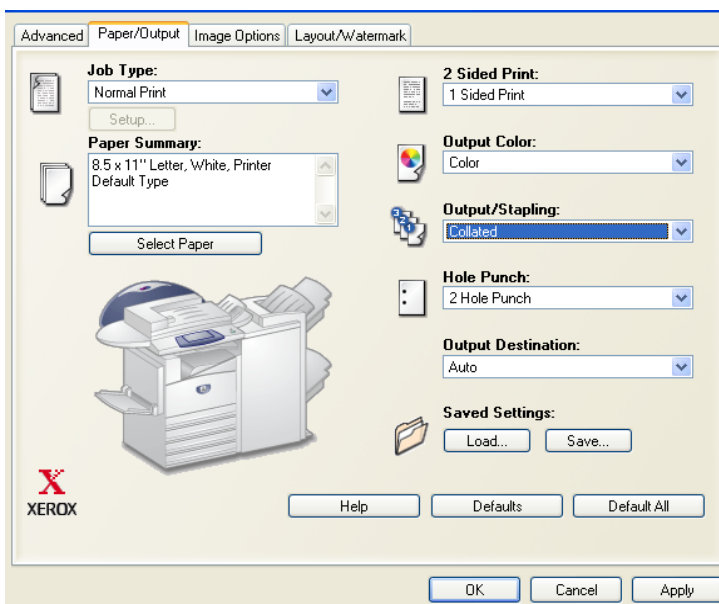 Advanced
Paper/Output
Image Options
Layout/Watermark
Job Type:
Normal Print
Setup...
Paper Summary:
8.5 x 11" Letter, White, Printer
Default Type
Select Paper
2 Sided Print:
1 Sided Print
Output Color:
Color
Output/Stapling:
Collated
Hole Punch:
2 Hole Punch
Output Destination:
Auto
Saved Settings:
Load...
Save...
X
XEROX
Help
Defaults
Default All
OK
Cancel
Apply